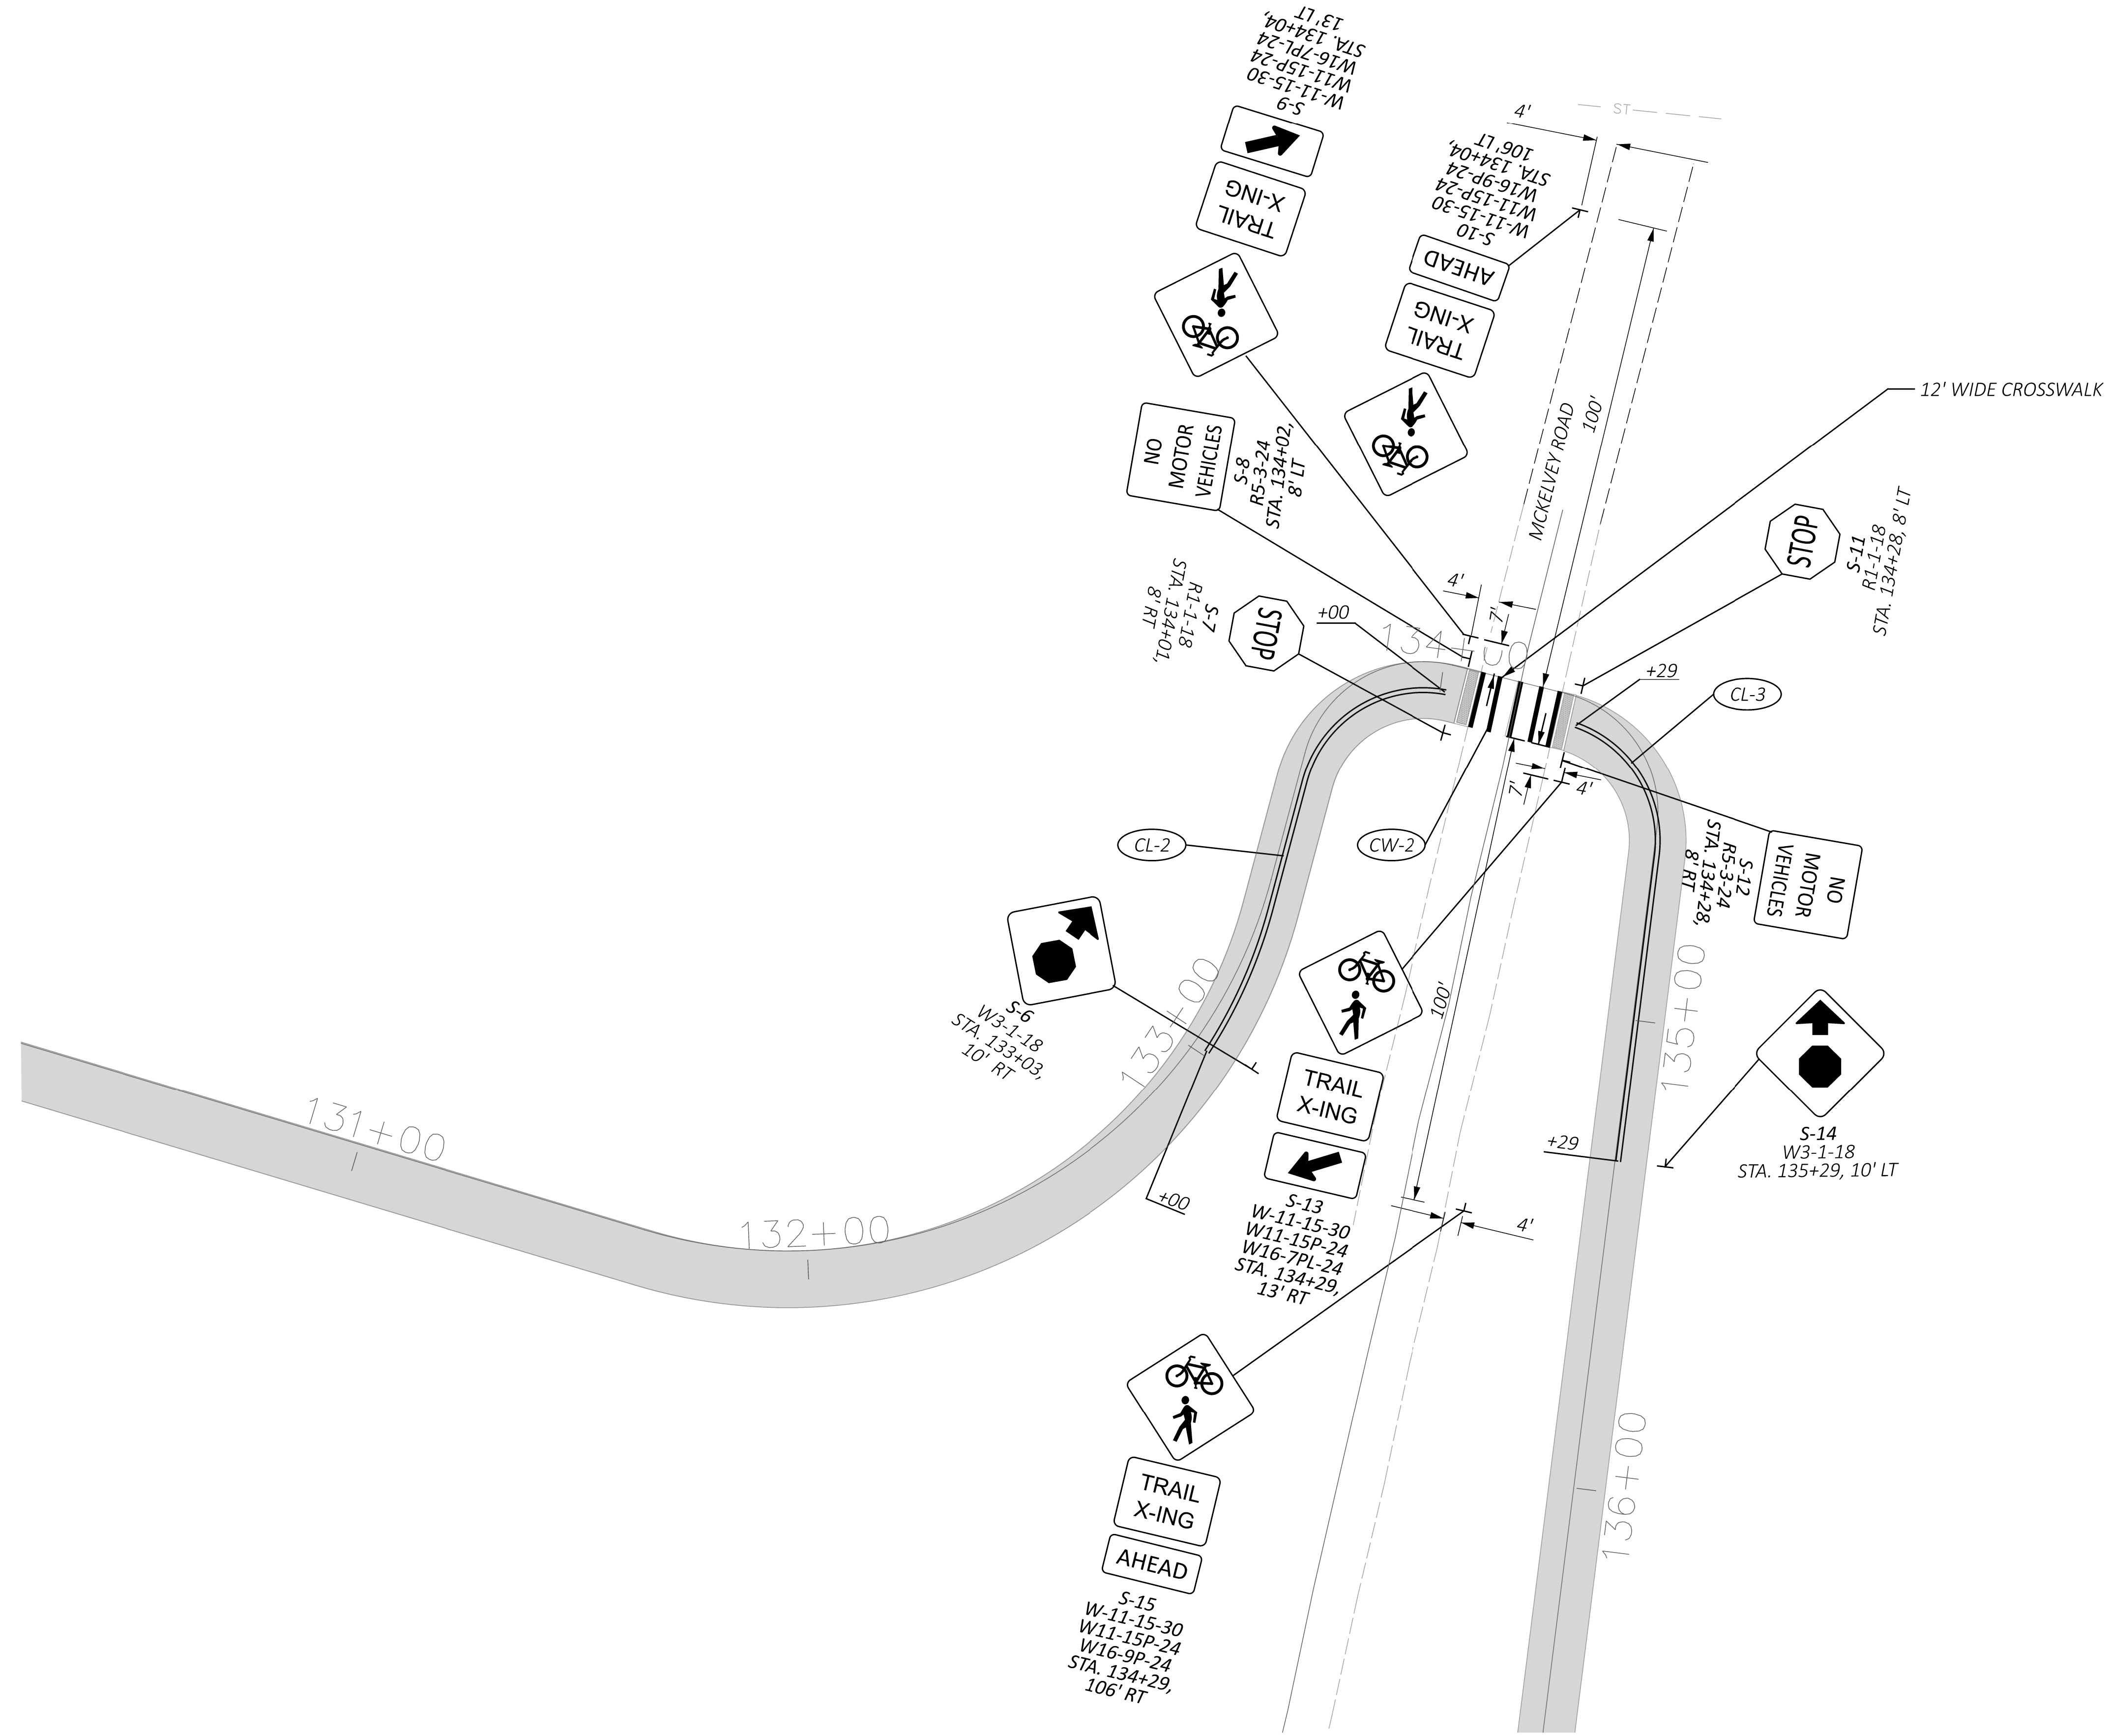 13' LT
STA. 134+04,
W16-7PL-24
W11-15P-24
W-11-15-30
S-9
TRAIL
X-ING
ST
4'
106' LT
STA. 134+04,
W16-9P-24
W11-15P-24
W-11-15-30
S-10
AHEAD
TRAIL
X-ING
MCKELVEY ROAD
100'
12' WIDE CROSSWALK
NO
MOTOR
VEHICLES
S-8
R5-3-24
STA. 134+02,
8' LT
STOP
S-11
R1-1-18
STA. 134+28, 8' LT
STOP
S-7
R1-1-18
STA. 134+01,
8' RT
+00
134+00
4'
7'
+29
CL-3
CL-2
CW-2
7'
4'
NO
MOTOR
VEHICLES
S-12
R5-3-24
STA. 134+28,
8' RT
S-6
W3-1-18
STA. 133+03,
10' RT
133+00
+00
131+00
132+00
100'
TRAIL
X-ING
S-13
W-11-15-30
W11-15P-24
W16-7PL-24
STA. 134+29,
13' RT
4'
135+00
+29
S-14
W3-1-18
STA. 135+29, 10' LT
136+00
TRAIL
X-ING
AHEAD
S-15
W-11-15-30
W11-15P-24
W16-9P-24
STA. 134+29,
106' RT